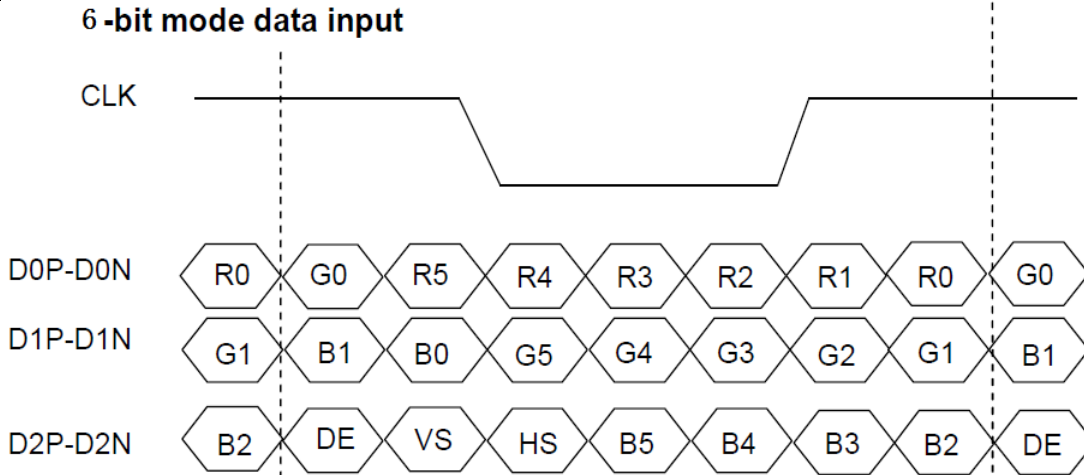 6-bit mode data input
CLK
D0P-D0N R0 G0 R5 R4 R3 R2 R1 R0 G0
D1P-D1N G1 B1 B0 G5 G4 G3 G2 G1 B1
D2P-D2N B2 DE VS HS B5 B4 B3 B2 DE